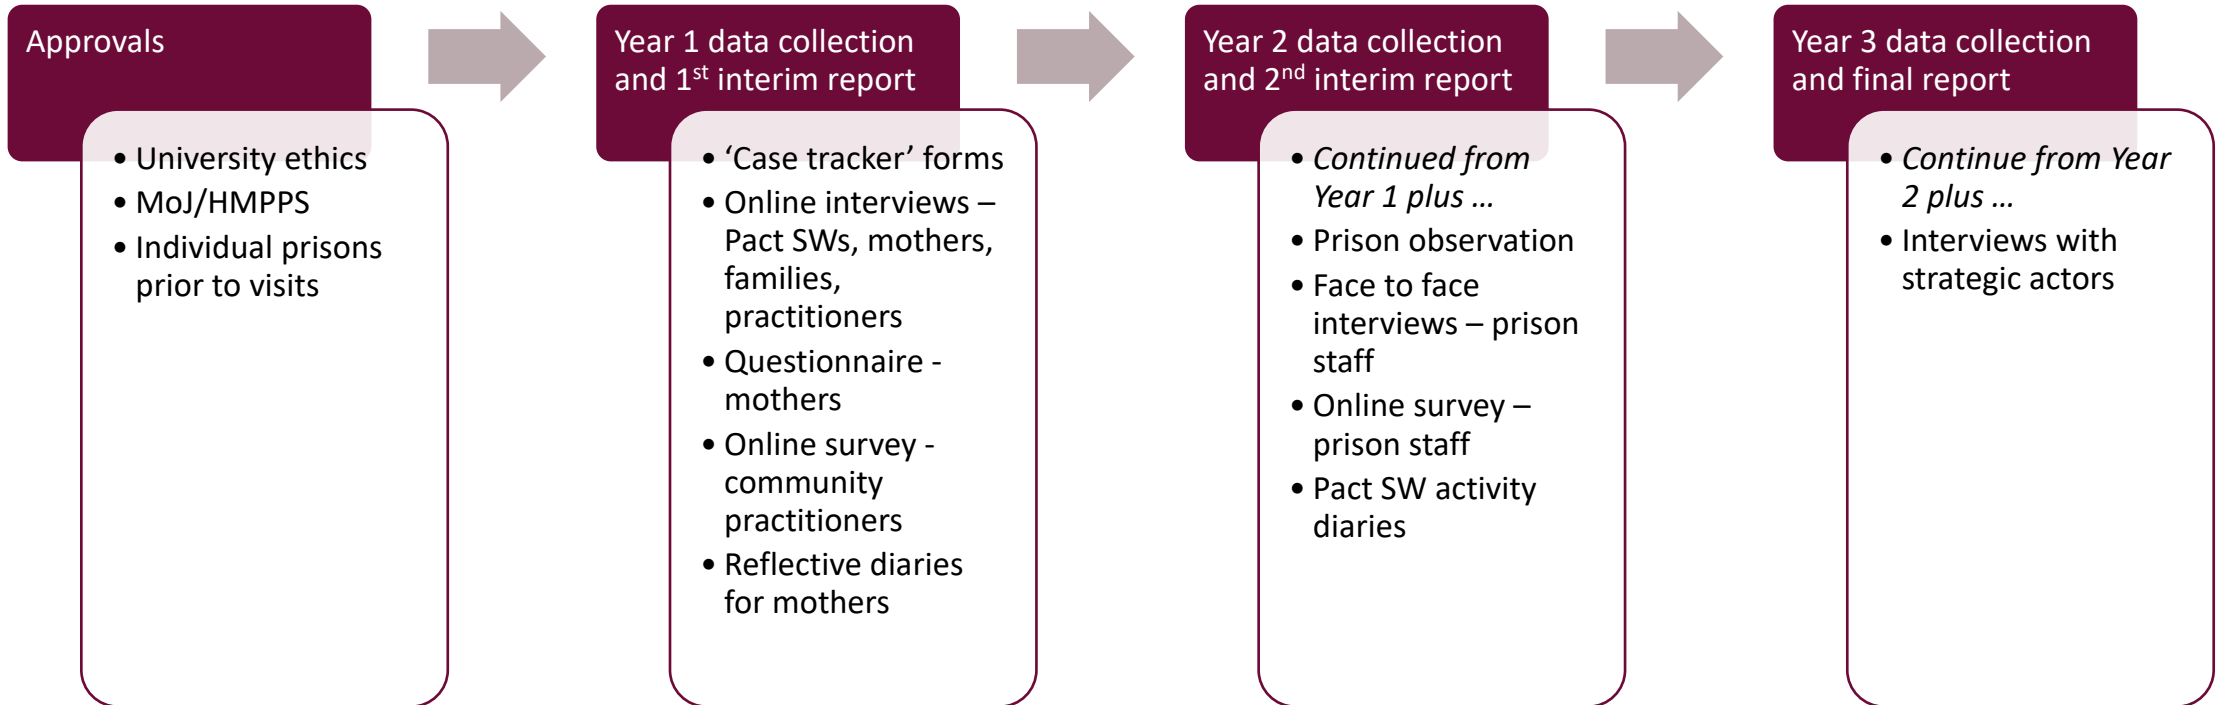 Approvals
• University ethics
• MoJ/HMPPS
• Individual prisons
prior to visits
Year 1 data collection
and 1st interim report
• ‘Case tracker’ forms
• Online interviews –
Pact SWs, mothers,
families,
practitioners
• Questionnaire -
mothers
• Online survey -
community
practitioners
• Reflective diaries
for mothers
Year 2 data collection
and 2nd interim report
• Continued from
Year 1 plus …
• Prison observation
• Face to face
interviews – prison
staff
• Online survey –
prison staff
• Pact SW activity
diaries
Year 3 data collection
and final report
• Continue from Year
2 plus …
• Interviews with
strategic actors